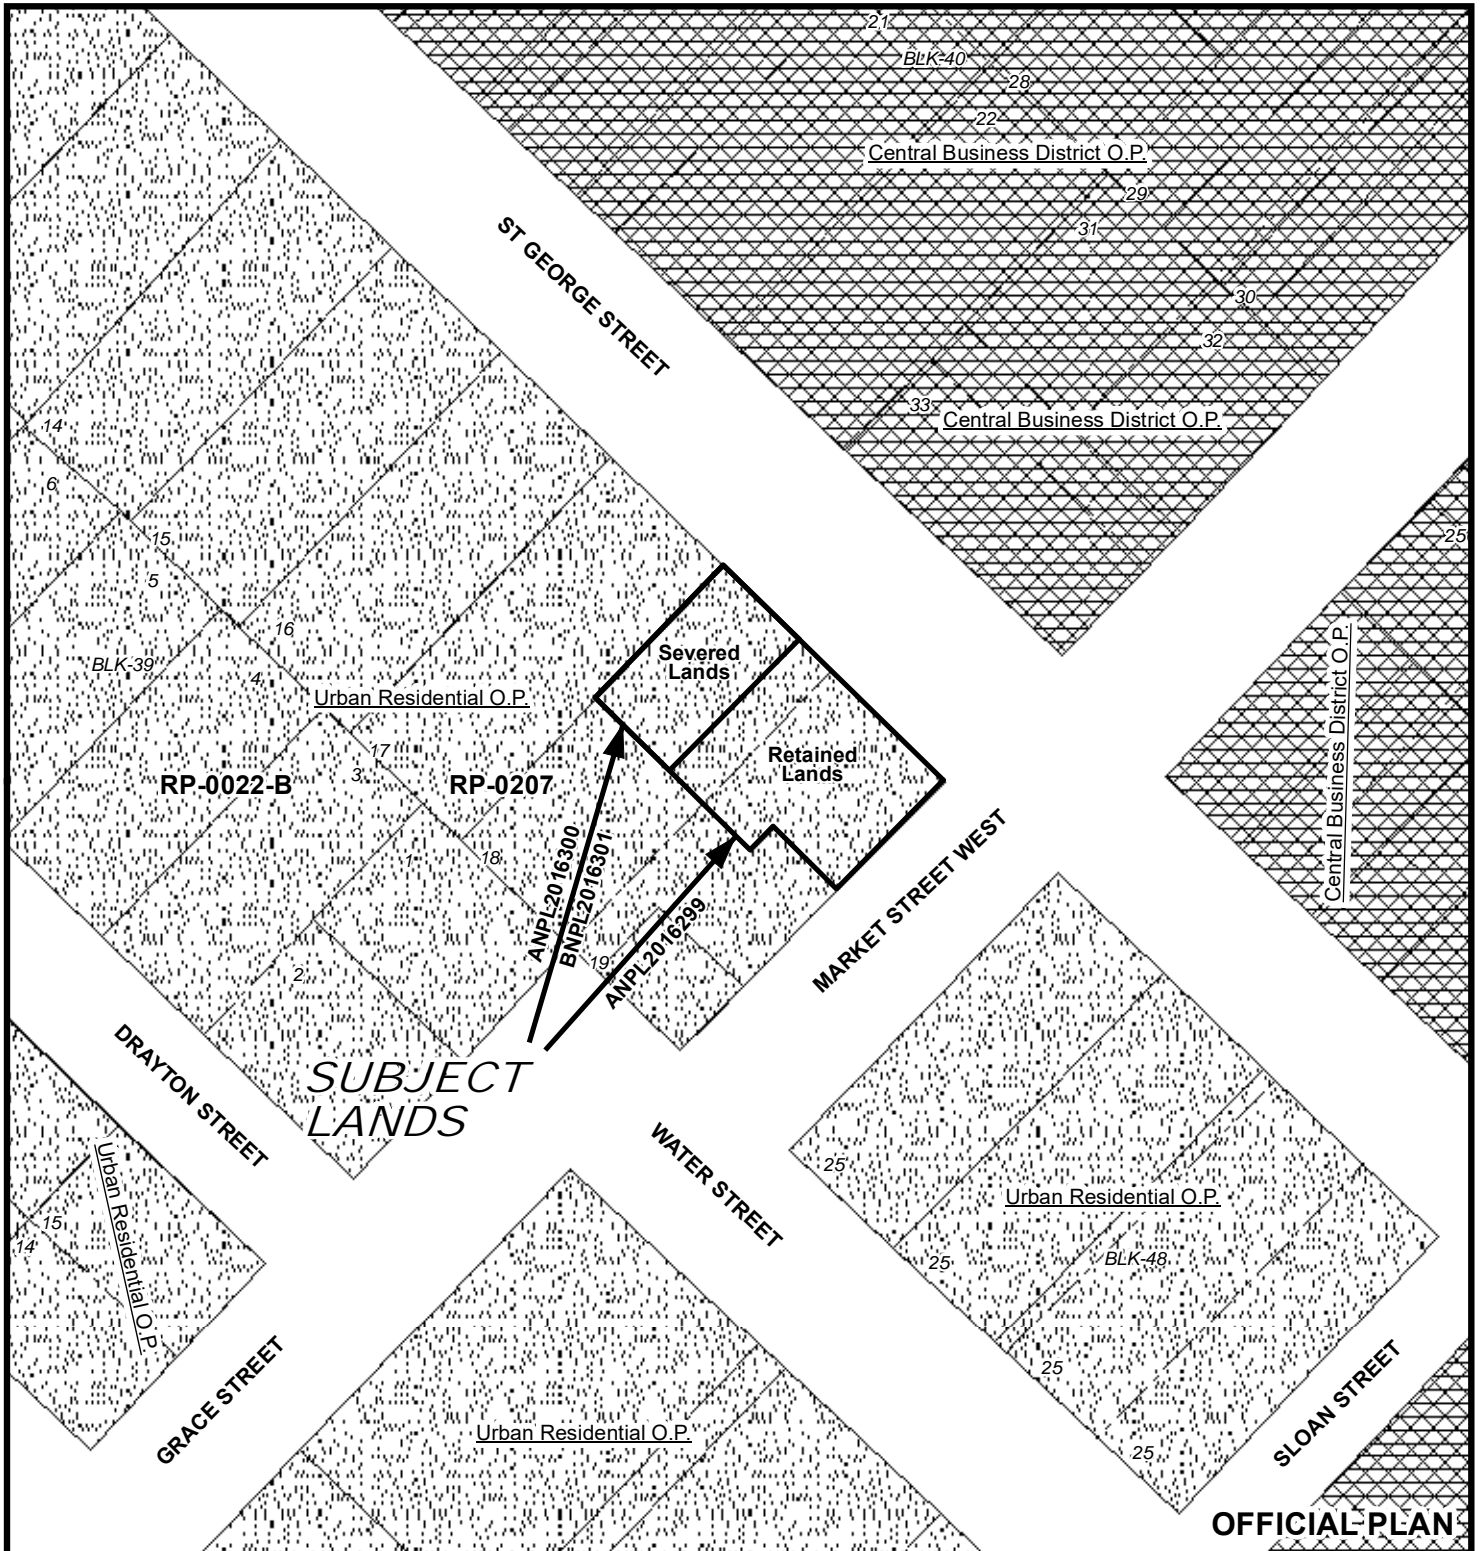 21
BLK-40
28
22
Central Business District O.P.
29
31
30
32
ST GEORGE STREET
33
Central Business District O.P.
14
6
25
15
5
16
Severed
Lands
BLK-39
4
Urban Residential O.P.
17
3
Retained
Lands
RP-0022-B
RP-0207
Central Business District O.P.
1
18
ANPL2016300
BNPL2016301
ANPL2016299
MARKET STREET WEST
19
2
DRAYTON STREET
SUBJECT
LANDS
WATER STREET
25
Urban Residential O.P.
Urban Residential O.P.
15
14
25
BLK-48
GRACE STREET
25
SLOAN STREET
Urban Residential O.P.
25
OFFICIAL PLAN